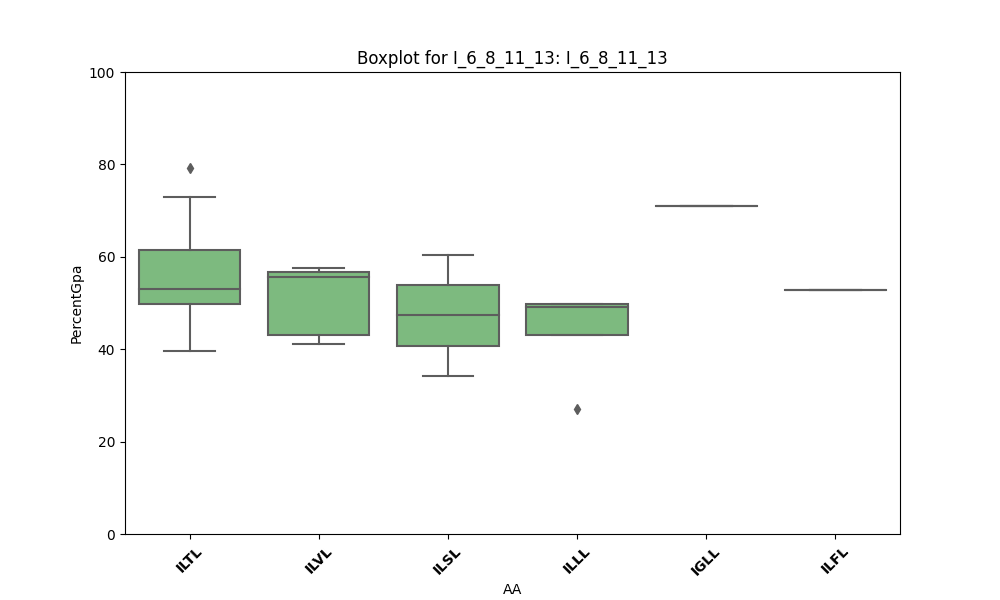 Boxplot for I_6_8_11_13: I_6_8_11_13
100
80
60
40
20
0
PercentGpa
ILTL
ILVL
ILSL
ILLL
IGLL
ILFL
AA